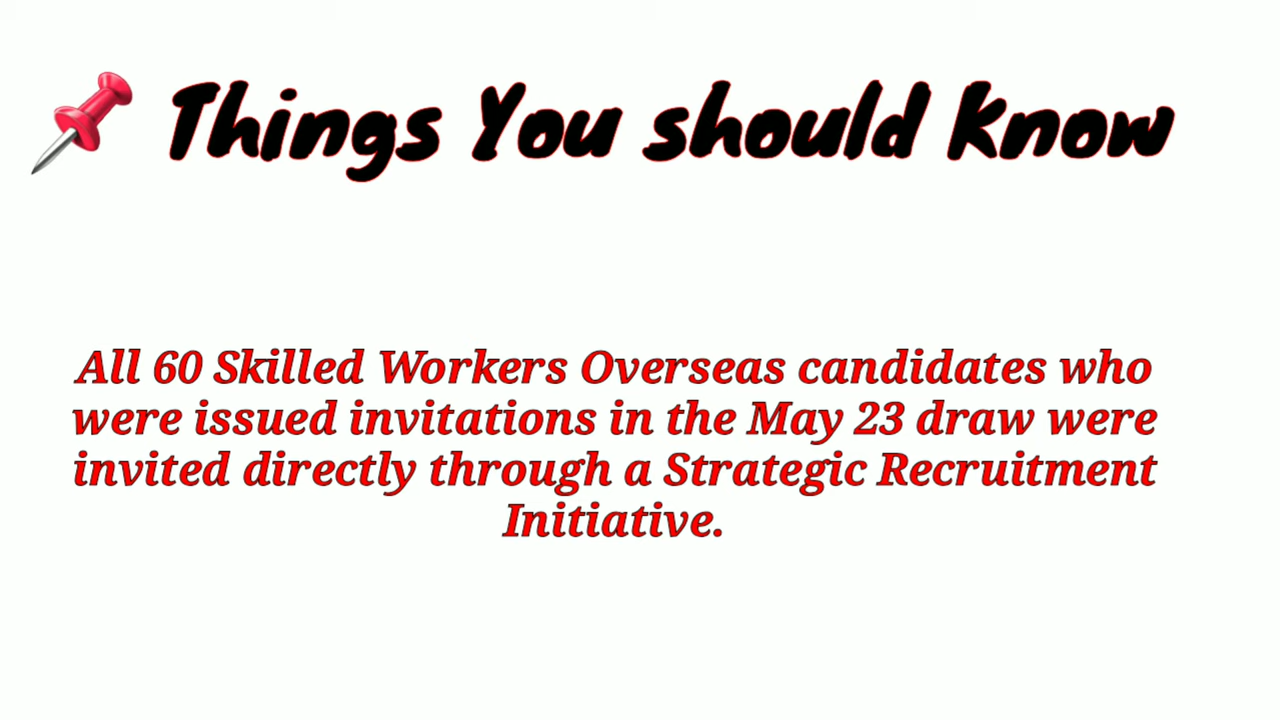 Things You should Know
All 60 Skilled Workers Overseas candidates who
were issued invitations in the May 23 draw were
invited directly through a Strategic Recruitment
Initiative.